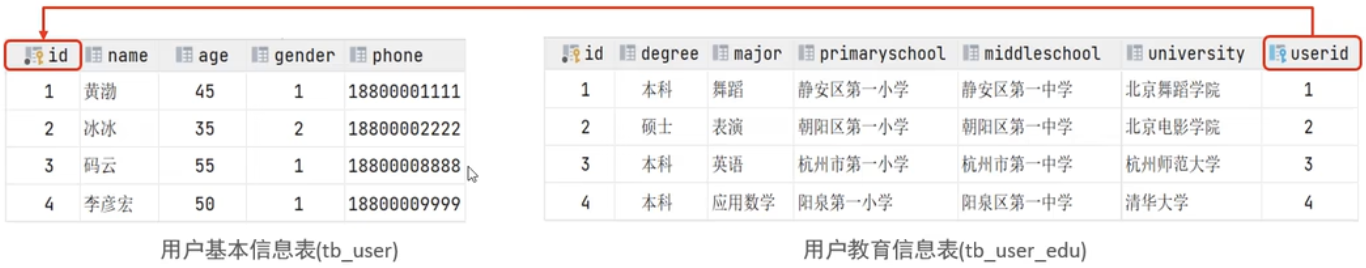 id name age gender phone
1 黄渤 45 1 18800001111
2 冰冰 35 2 18800002222
3 码云 55 1 18800008888
4 李彦宏 50 1 18800009999
用户基本信息表(tb_user)
id degree major primaryschool middleschool university userid
1 本科 舞蹈 静安区第一小学 静安区第一中学 北京舞蹈学院 1
2 硕士 表演 朝阳区第一小学 朝阳区第一中学 北京电影学院 2
3 本科 英语 杭州市第一小学 杭州市第一中学 杭州师范大学 3
4 本科 应用数学 阳泉第一小学 阳泉区第一中学 清华大学 4
用户教育信息表(tb_user_edu)